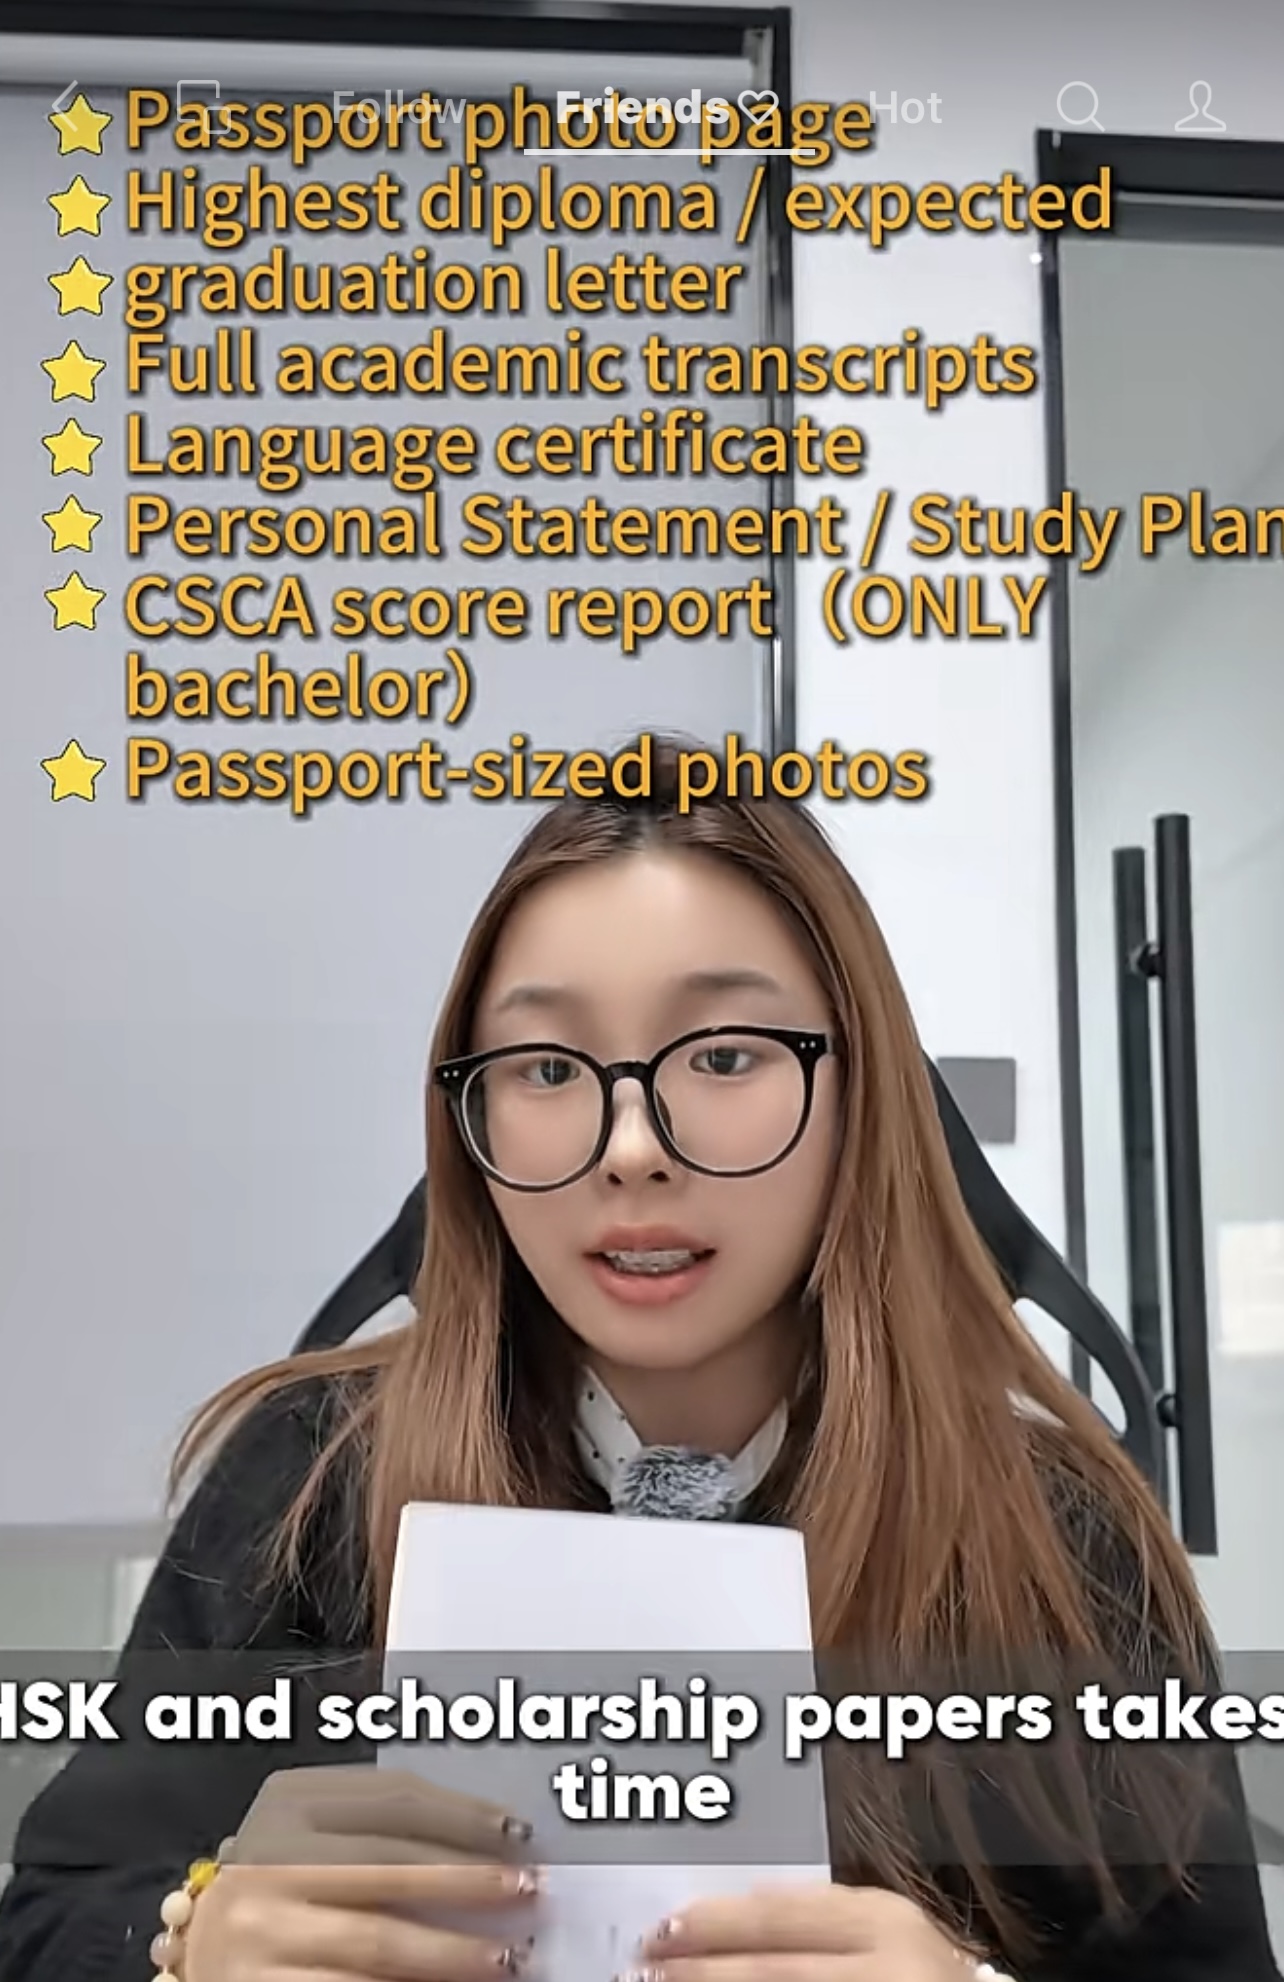 Follow Friends♡ Hot
⭐ Passport photo page
⭐ Highest diploma / expected
⭐ graduation letter
⭐ Full academic transcripts
⭐ Language certificate
⭐ Personal Statement / Study Plan
⭐ CSCA score report（ONLY
bachelor）
⭐ Passport-sized photos
HSK and scholarship papers takes
time